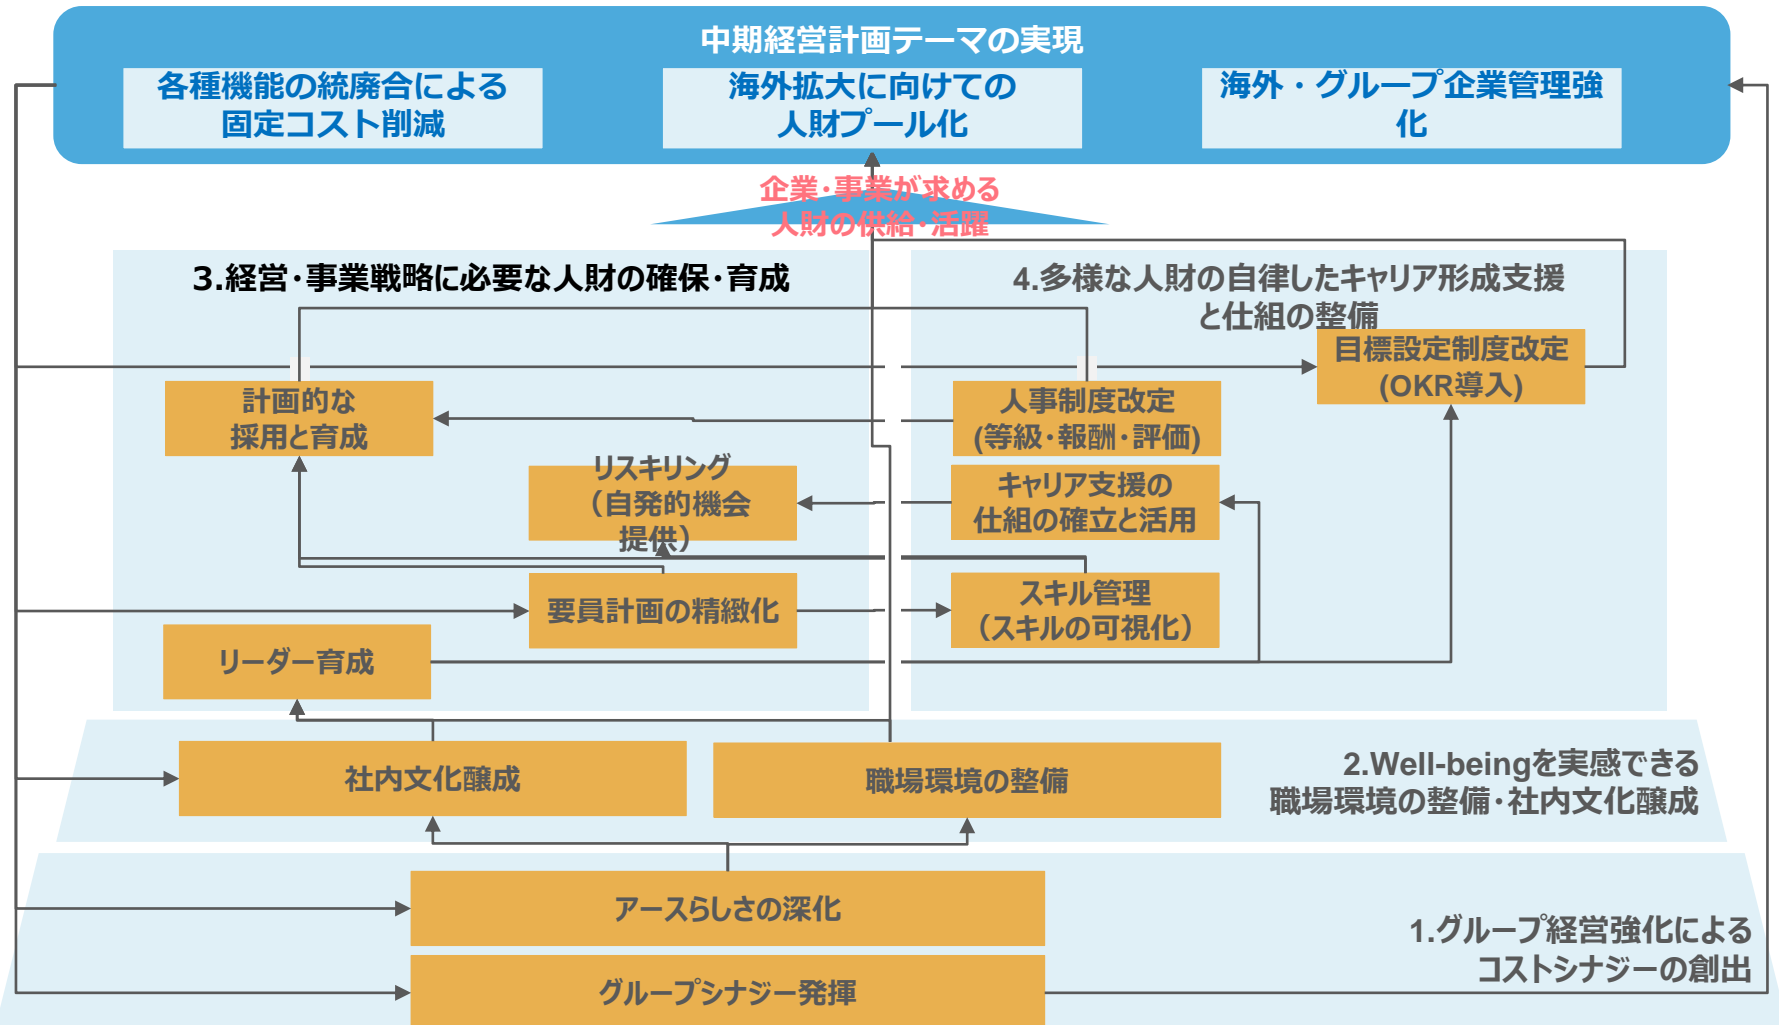 中期経営計画テーマの実現
各種機能の統廃合による
固定コスト削減
海外拡大に向けての
人財プール化
海外・グループ企業管理強
化
企業・事業が求める
人財の供給・活躍
3.経営・事業戦略に必要な人財の確保・育成
4.多様な人財の自律したキャリア形成支援
と仕組の整備
目標設定制度改定
(OKR導入)
計画的な
採用と育成
人事制度改定
(等級・報酬・評価)
リスキリング
（自発的機会
提供）
キャリア支援の
仕組の確立と活用
要員計画の精緻化
スキル管理
（スキルの可視化）
リーダー育成
社内文化醸成
職場環境の整備
2.Well-beingを実感できる
職場環境の整備・社内文化醸成
アースらしさの深化
1.グループ経営強化による
コストシナジーの創出
グループシナジー発揮